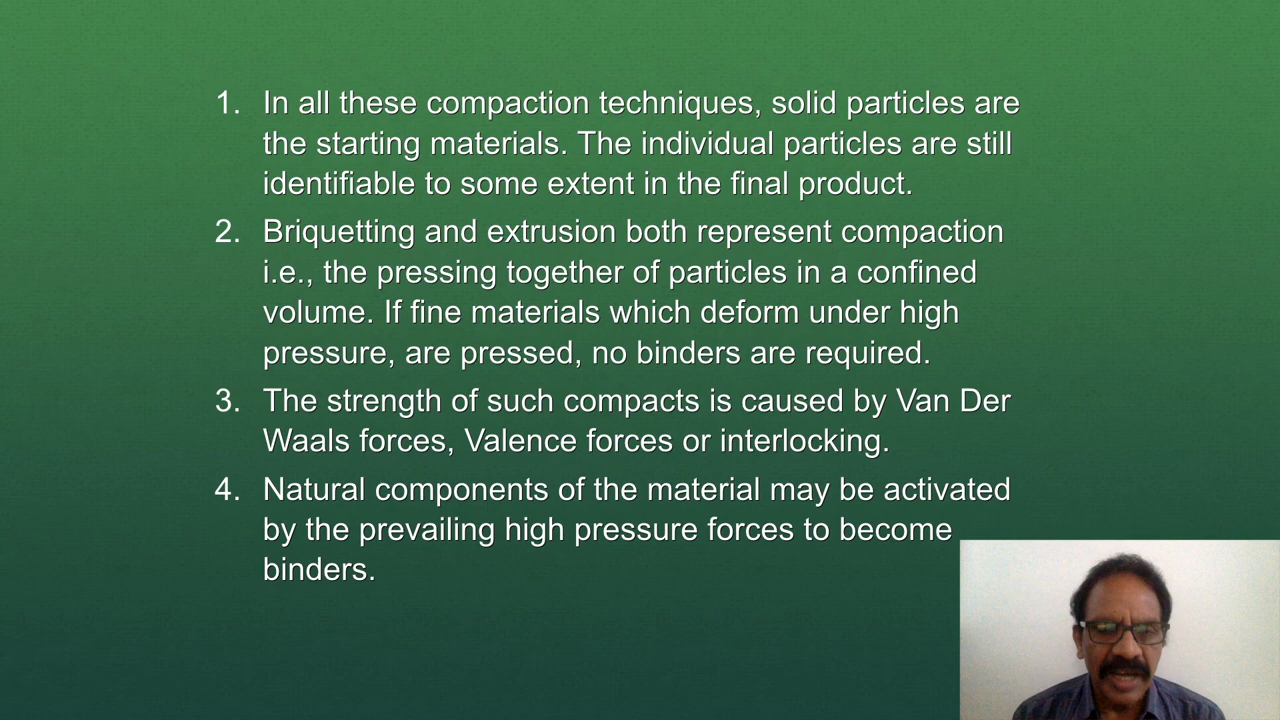 1. In all these compaction techniques, solid particles are
the starting materials. The individual particles are still
identifiable to some extent in the final product.
2. Briquetting and extrusion both represent compaction
i.e., the pressing together of particles in a confined
volume. If fine materials which deform under high
pressure, are pressed, no binders are required.
3. The strength of such compacts is caused by Van Der
Waals forces, Valence forces or interlocking.
4. Natural components of the material may be activated
by the prevailing high pressure forces to become
binders.